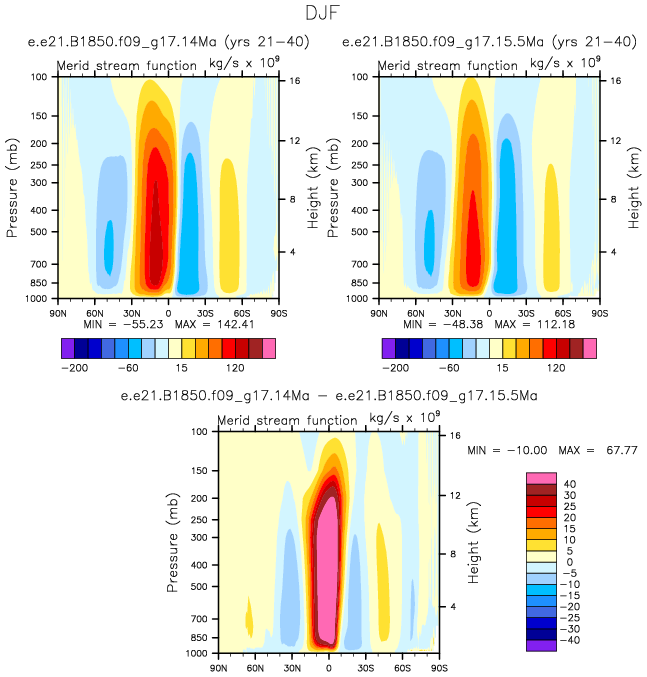 DJF
e.e21.B1850.f09_g17.14Ma (yrs 21-40)
e.e21.B1850.f09_g17.15.5Ma (yrs 21-40)
Merid stream function kg/s x 10⁹
Merid stream function kg/s x 10⁹
Pressure (mb)
100
150
200
250
300
400
500
700
850
1000
90N 60N 30N 0 30S 60S 90S
16
12
8
4
Height (km)
MIN = -55.23 MAX = 142.41
-200 -60 15 120
Pressure (mb)
100
150
200
250
300
400
500
700
850
1000
90N 60N 30N 0 30S 60S 90S
16
12
8
4
Height (km)
MIN = -48.38 MAX = 112.18
-200 -60 15 120
e.e21.B1850.f09_g17.14Ma - e.e21.B1850.f09_g17.15.5Ma
Merid stream function kg/s x 10⁹
Pressure (mb)
100
150
200
250
300
400
500
700
850
1000
90N 60N 30N 0 30S 60S 90S
16
12
8
4
Height (km)
MIN = -10.00 MAX = 67.77
40
30
25
20
15
10
5
0
-5
-10
-15
-20
-25
-30
-40